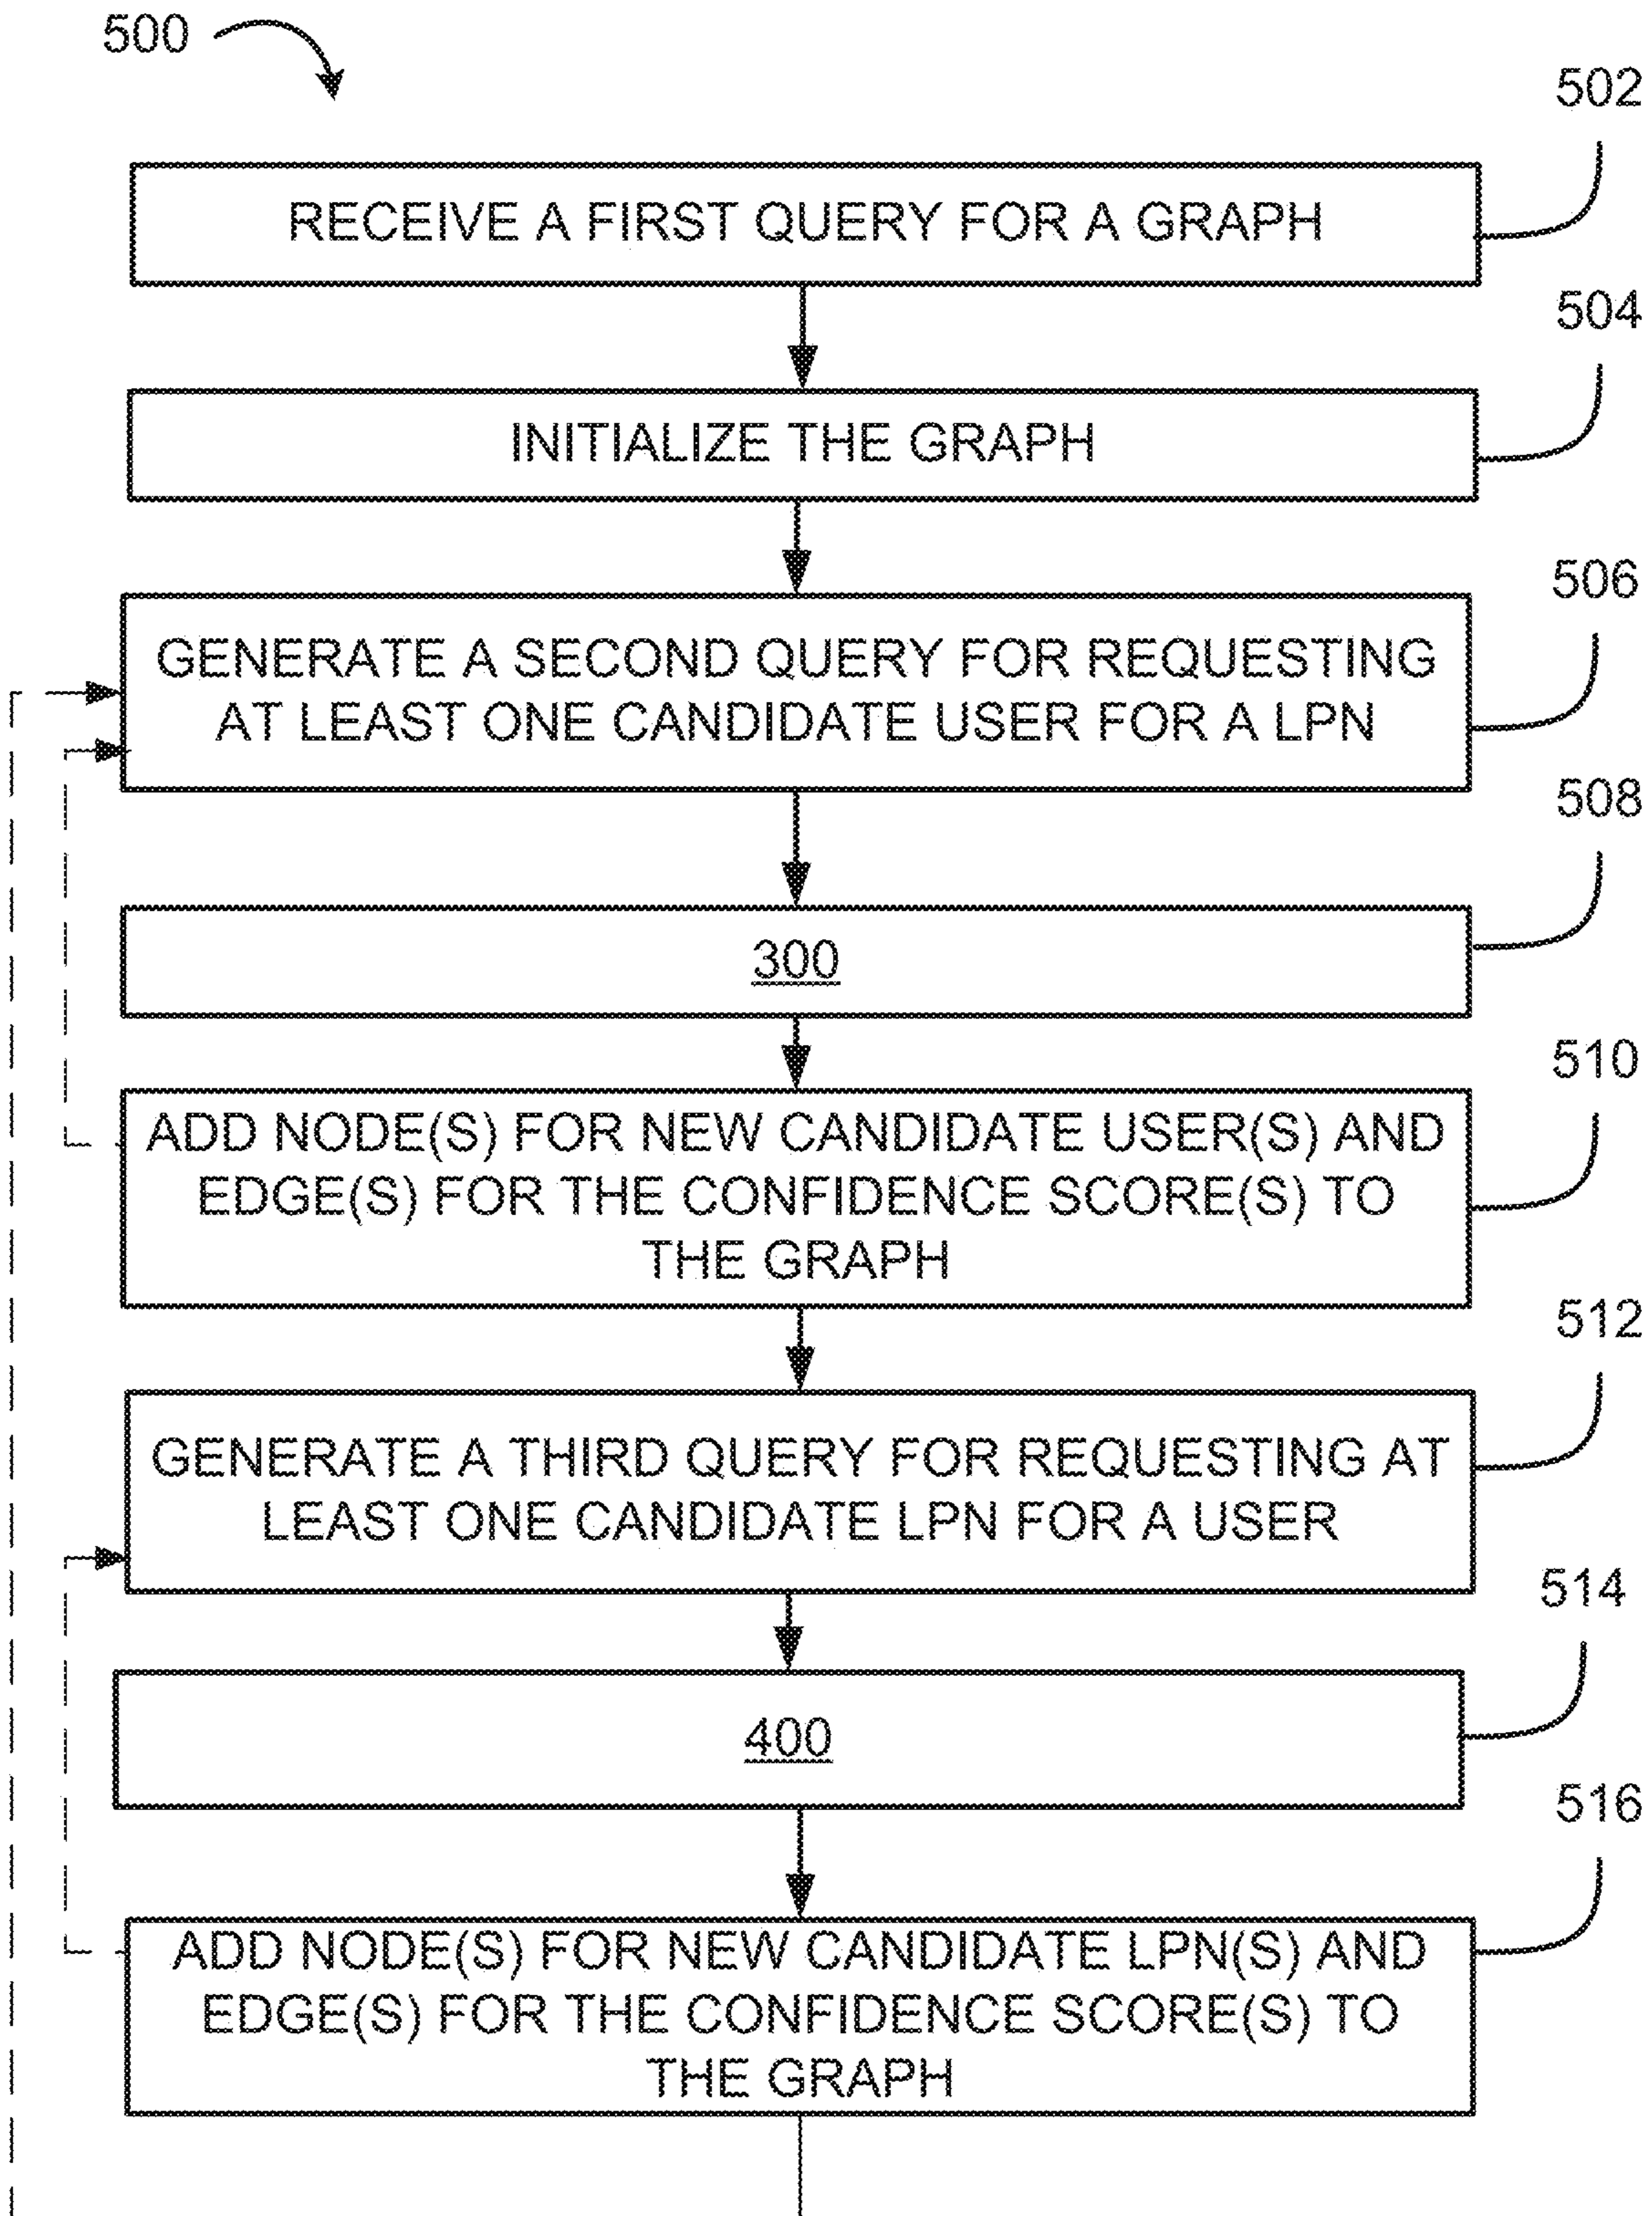 500
502
RECEIVE A FIRST QUERY FOR A GRAPH
504
INITIALIZE THE GRAPH
506
GENERATE A SECOND QUERY FOR REQUESTING
AT LEAST ONE CANDIDATE USER FOR A LPN
508
300
510
ADD NODE(S) FOR NEW CANDIDATE USER(S) AND
EDGE(S) FOR THE CONFIDENCE SCORE(S) TO
THE GRAPH
512
GENERATE A THIRD QUERY FOR REQUESTING AT
LEAST ONE CANDIDATE LPN FOR A USER
514
400
516
ADD NODE(S) FOR NEW CANDIDATE LPN(S) AND
EDGE(S) FOR THE CONFIDENCE SCORE(S) TO
THE GRAPH